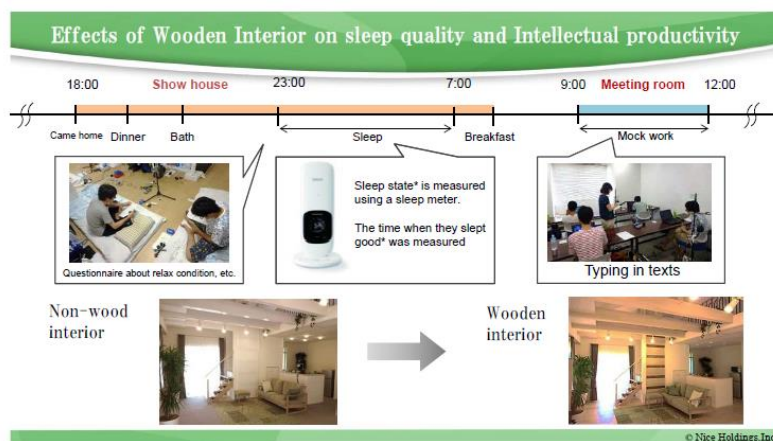 Effects of Wooden Interior on sleep quality and Intellectual productivity
18:00
Show house
23:00
7:00
9:00
Meeting room
12:00
Came home
Dinner
Bath
Sleep
Breakfast
Mock work
Questionnaire about relax condition, etc.
Sleep state* is measured
using a sleep meter.
The time when they slept
good* was measured
Typing in texts
Non-wood
interior
Wooden
interior
© Nice Holdings,Inc